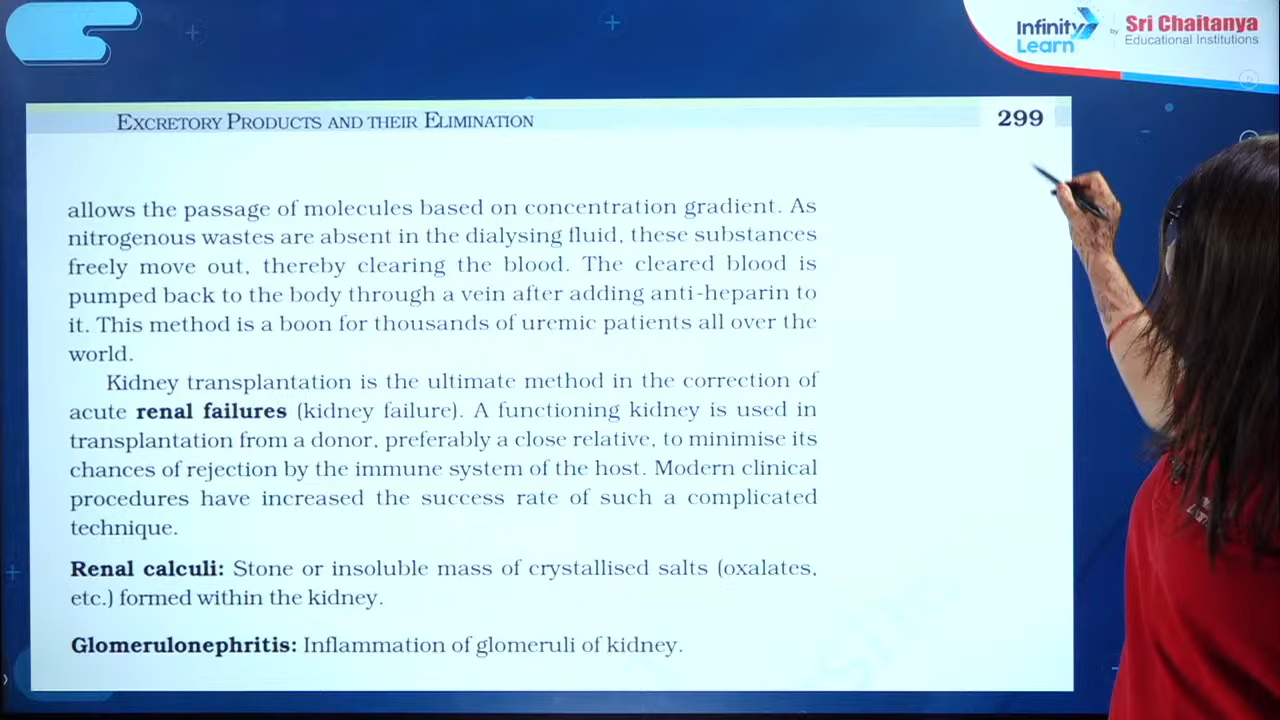 Infinity
Learn
by
Sri Chaitanya
Educational Institutions
EXCRETORY PRODUCTS AND THEIR ELIMINATION
299
allows the passage of molecules based on concentration gradient. As
nitrogenous wastes are absent in the dialysing fluid, these substances
freely move out, thereby clearing the blood. The cleared blood is
pumped back to the body through a vein after adding anti-heparin to
it. This method is a boon for thousands of uremic patients all over the
world.
Kidney transplantation is the ultimate method in the correction of
acute renal failures (kidney failure). A functioning kidney is used in
transplantation from a donor, preferably a close relative, to minimise its
chances of rejection by the immune system of the host. Modern clinical
procedures have increased the success rate of such a complicated
technique.
Renal calculi: Stone or insoluble mass of crystallised salts (oxalates,
etc.) formed within the kidney.
Glomerulonephritis: Inflammation of glomeruli of kidney.